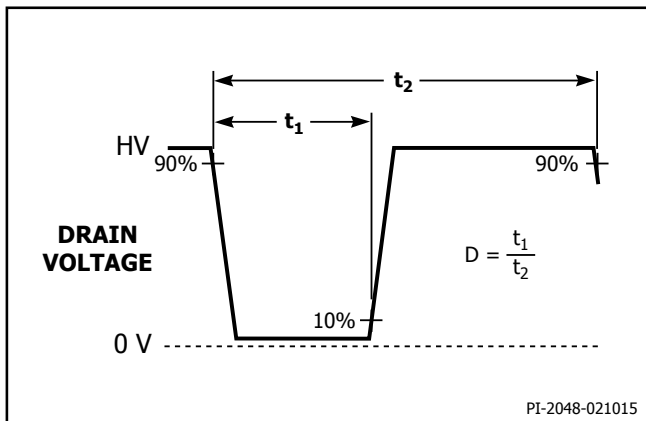 t2
t1
HV
90%
90%
DRAIN
VOLTAGE
D = t1
t2
10%
0 V
PI-2048-021015